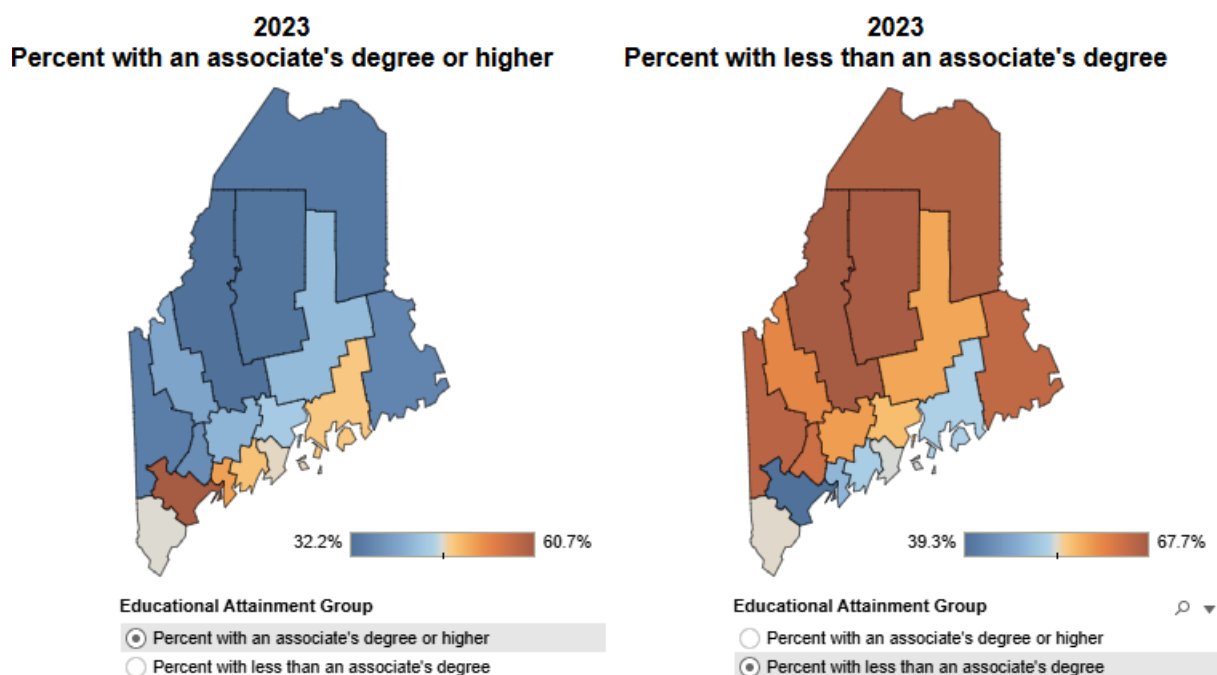 2023
Percent with an associate's degree or higher
32.2%
60.7%
Educational Attainment Group
Percent with an associate's degree or higher
Percent with less than an associate's degree
2023
Percent with less than an associate's degree
39.3%
67.7%
Educational Attainment Group
Percent with an associate's degree or higher
Percent with less than an associate's degree